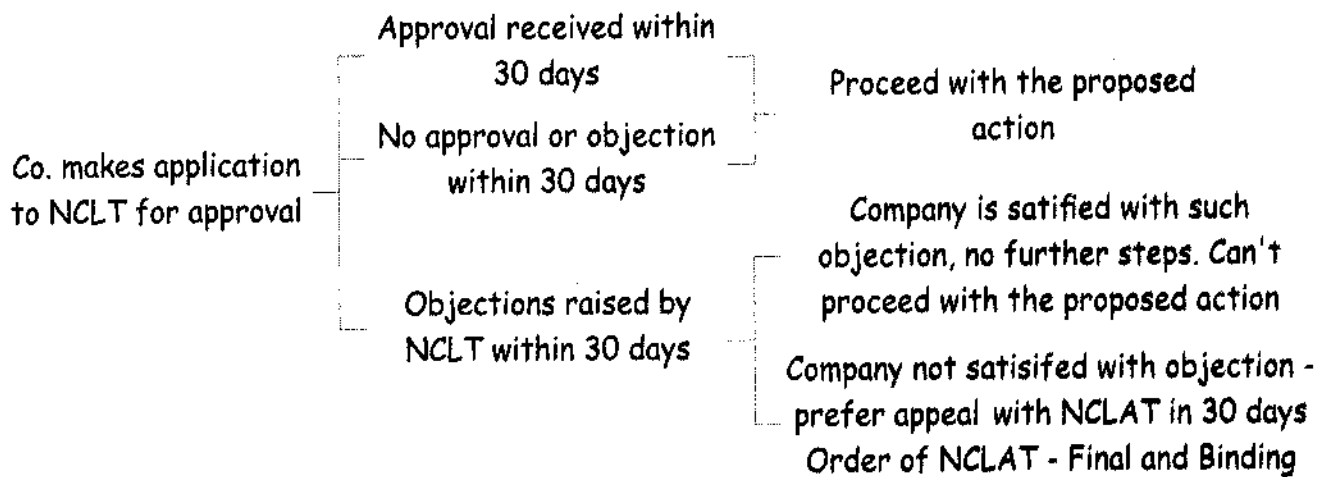 Co. makes application
to NCLT for approval
Approval received within
30 days
No approval or objection
within 30 days
Proceed with the proposed
action
Objections raised by
NCLT within 30 days
Company is satified with such
objection, no further steps. Can't
proceed with the proposed action
Company not satisifed with objection -
prefer appeal with NCLAT in 30 days
Order of NCLAT - Final and Binding